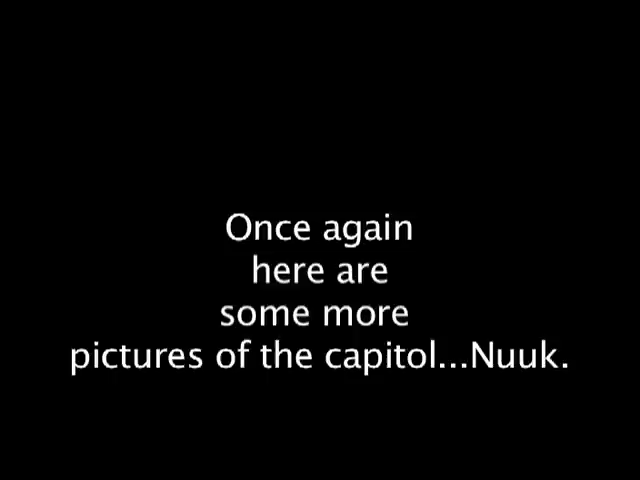 Once again
here are
some more
pictures of the capitol...Nuuk.